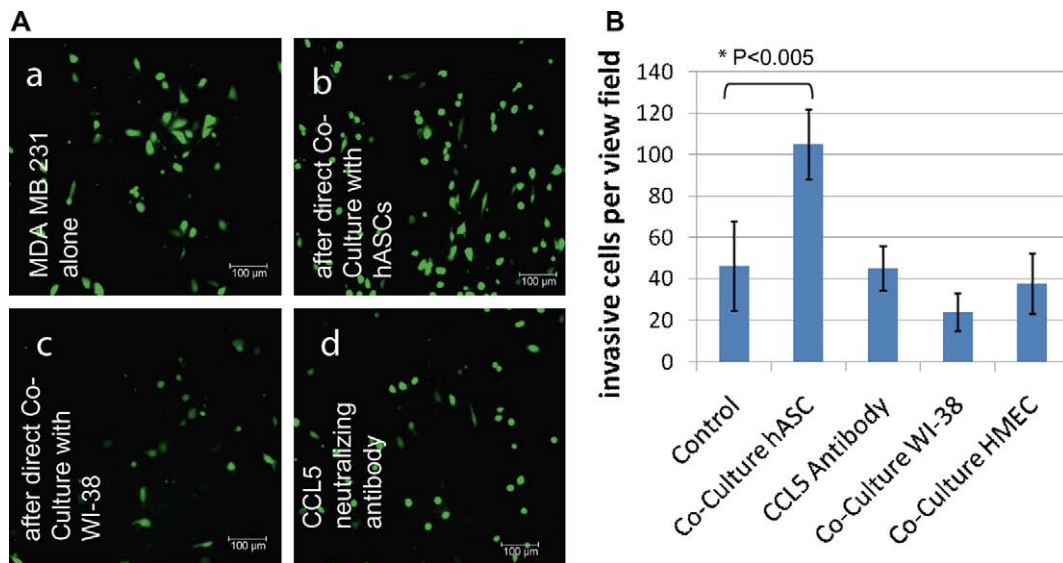 A
a
MDA MB 231
alone
100 µm
b
after direct Co-
Culture with
hASCs
100 µm
c
after direct Co-
Culture with
WI-38
100 µm
d
CCL5
neutralizing
antibody
100 µm
B
* P<0.005
invasive cells per view field
140
120
100
80
60
40
20
0
Control
Co-Culture hASC
CCL5 Antibody
Co-Culture WI-38
Co-Culture HMEC